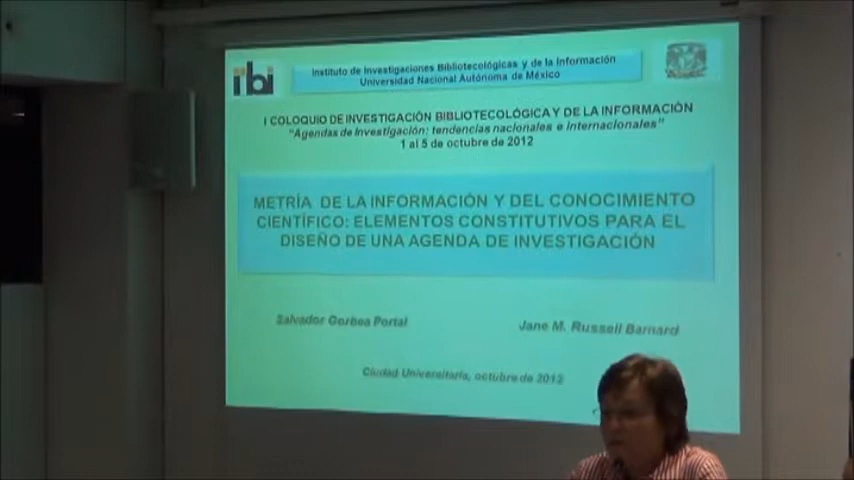 ibi
Instituto de Investigaciones Bibliotecológicas y de la Información
Universidad Nacional Autónoma de México
I COLOQUIO DE INVESTIGACIÓN BIBLIOTECOLÓGICA Y DE LA INFORMACIÓN
"Agendas de investigación: tendencias nacionales e internacionales"
1 al 5 de octubre de 2012
METRÍA DE LA INFORMACIÓN Y DEL CONOCIMIENTO
CIENTÍFICO: ELEMENTOS CONSTITUTIVOS PARA EL
DISEÑO DE UNA AGENDA DE INVESTIGACIÓN
Salvador Gorbea Portal
Jane M. Russell Barnard
Ciudad Universitaria, octubre de 2012